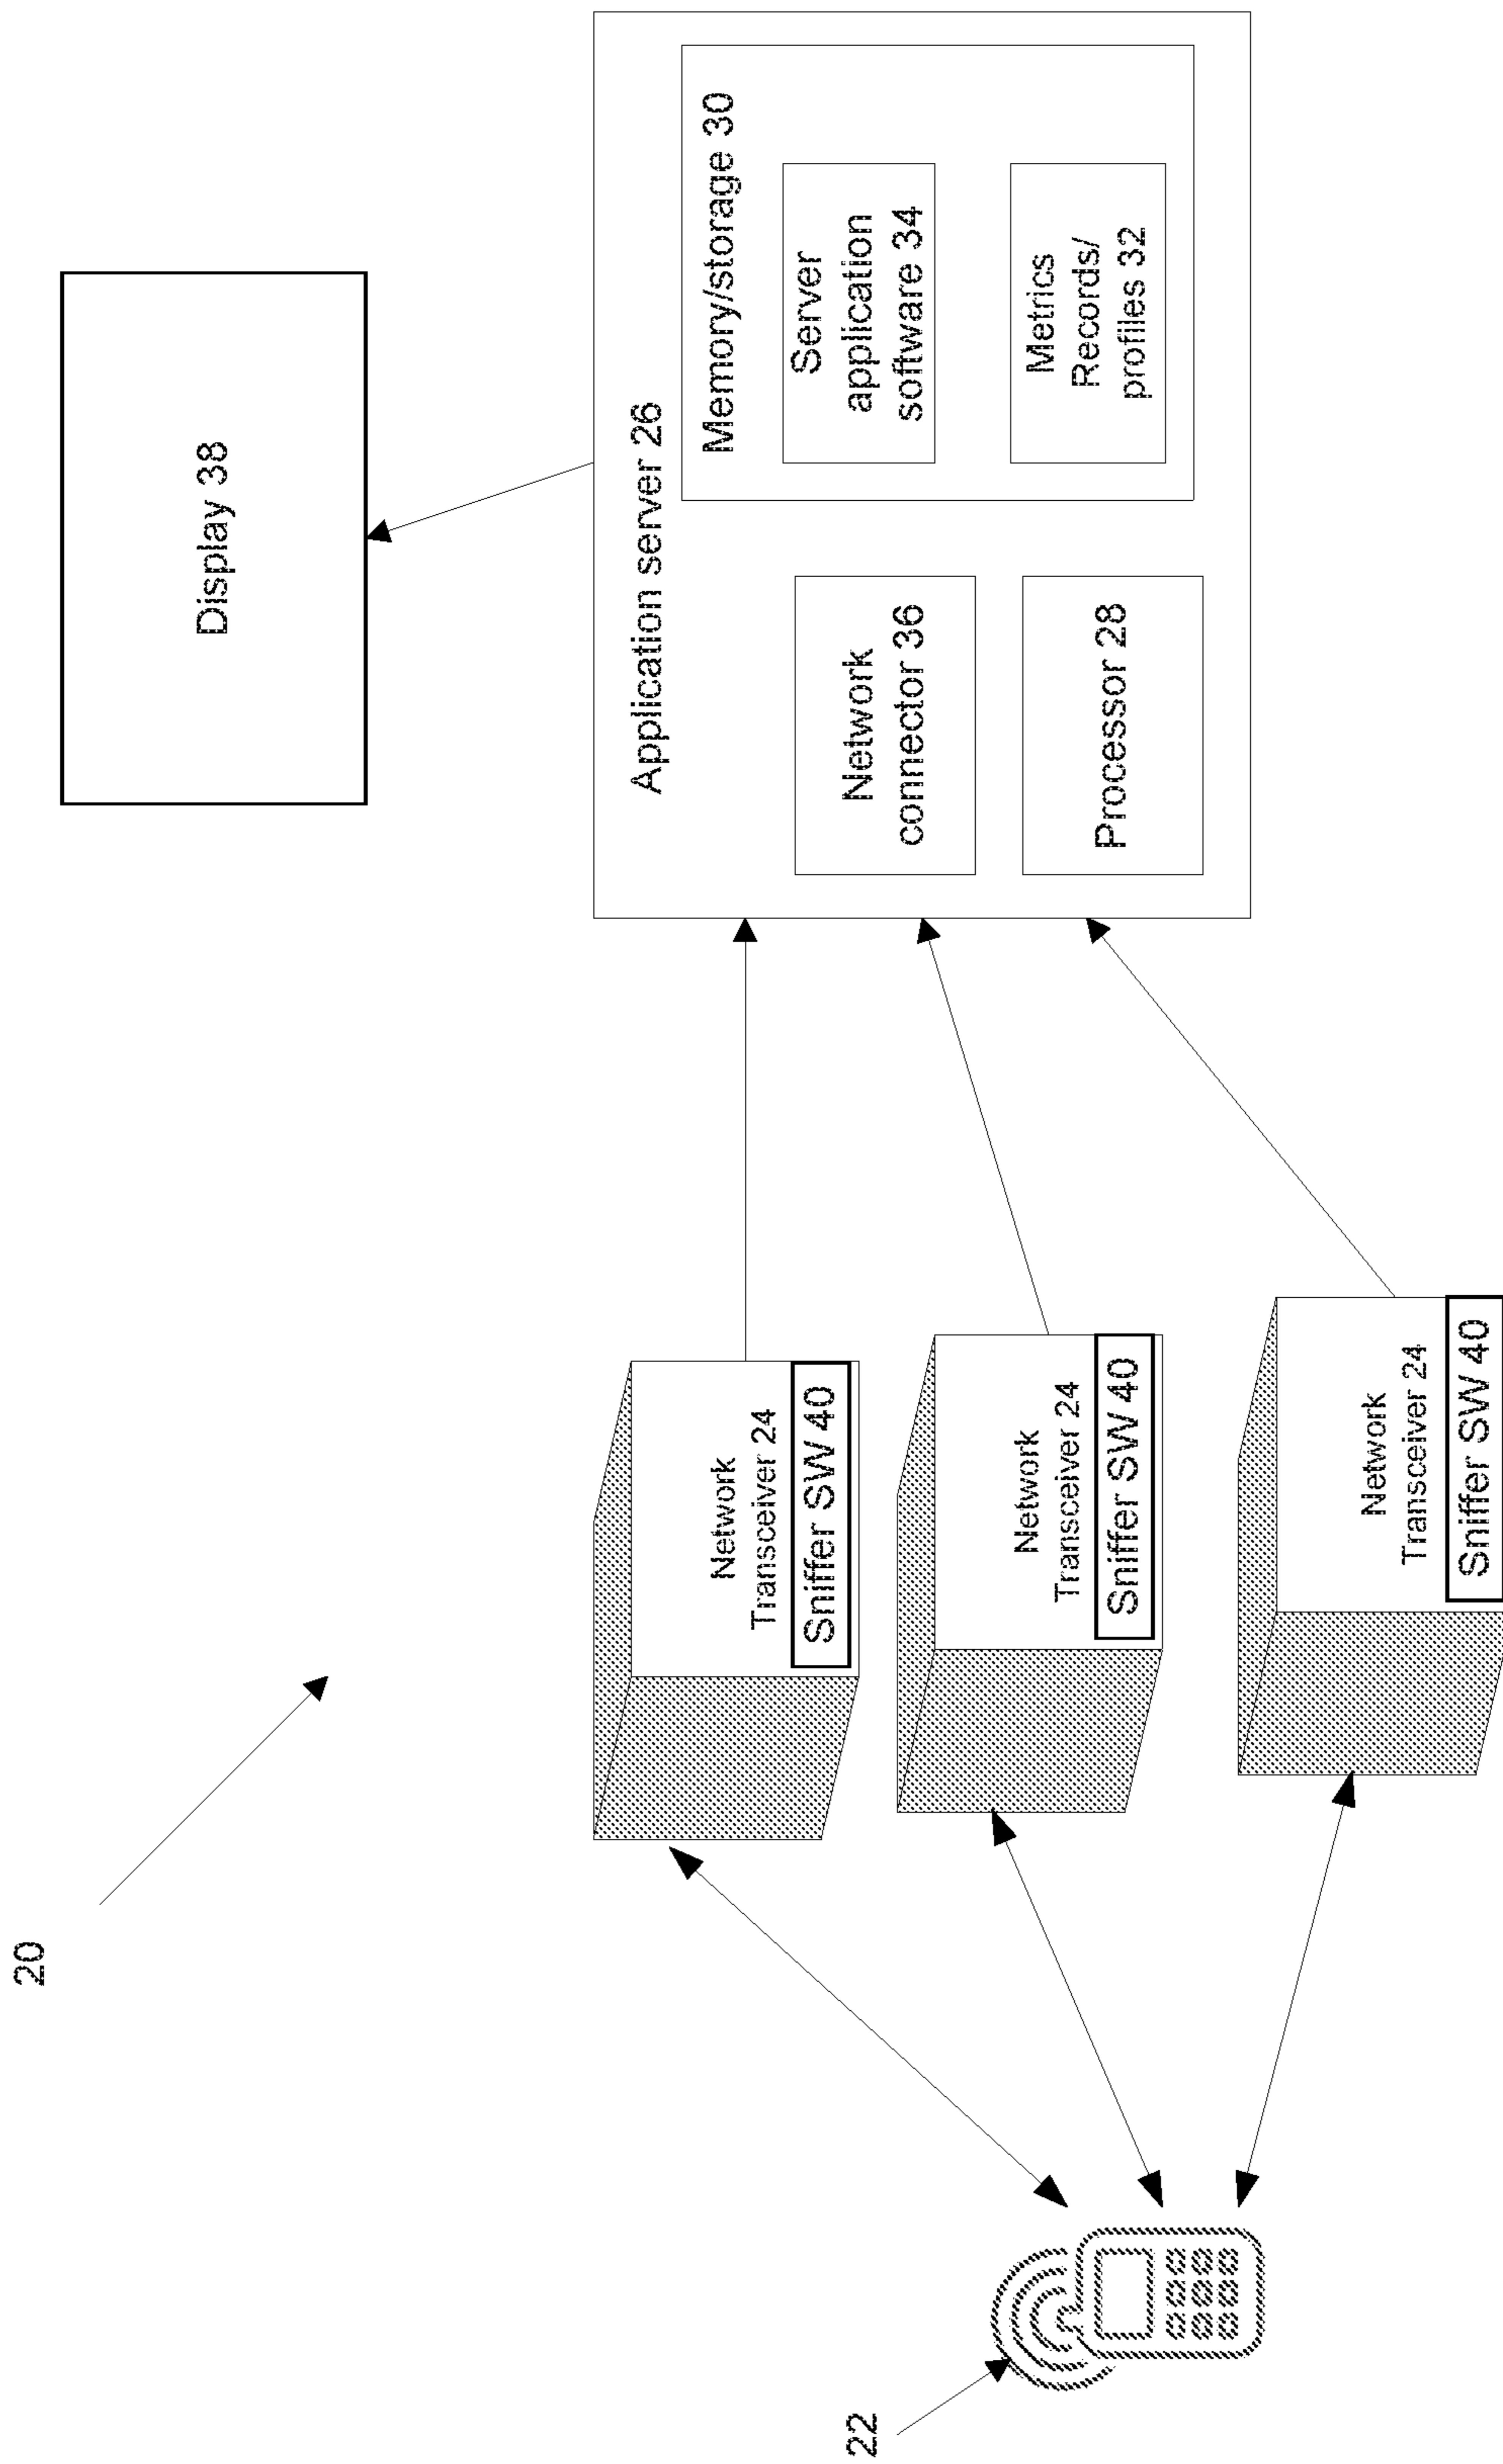 20
Display 38
Application server 26
Memory/storage 30
Server
application
software 34
Network
connector 36
Metrics
Records/
profiles 32
Processor 28
Network
Transceiver 24
Sniffer SW 40
Network
Transceiver 24
Sniffer SW 40
Network
Transceiver 24
Sniffer SW 40
22